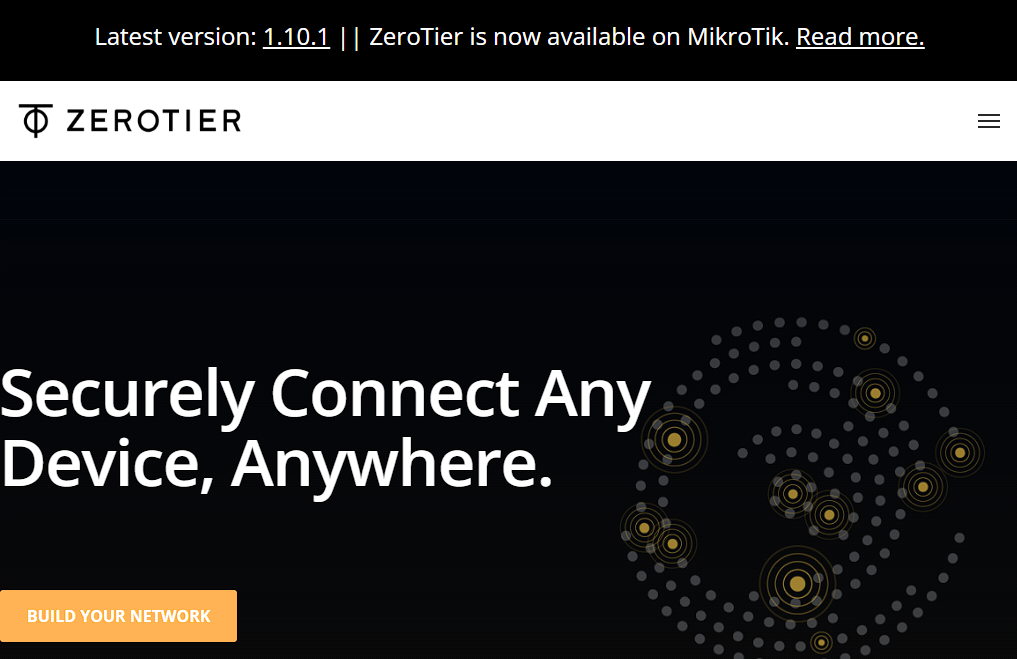 Latest version: 1.10.1 || ZeroTier is now available on MikroTik. Read more.
ZEROTIER
Securely Connect Any
Device, Anywhere.
BUILD YOUR NETWORK